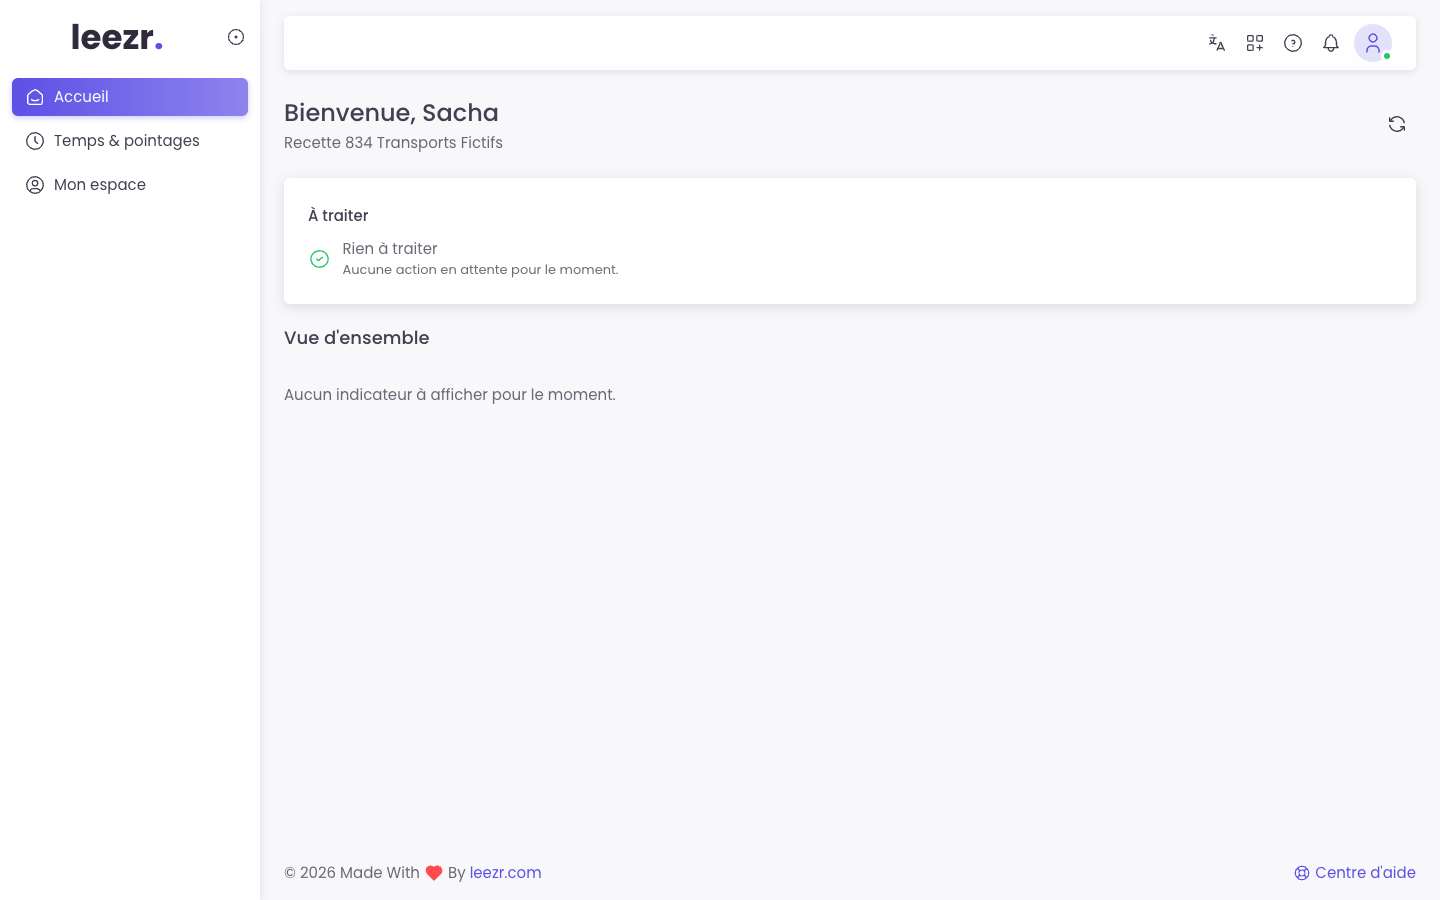 leezr.
Accueil
Temps & pointages
Mon espace
Bienvenue, Sacha
Recette 834 Transports Fictifs
À traiter
Rien à traiter
Aucune action en attente pour le moment.
Vue d'ensemble
Aucun indicateur à afficher pour le moment.
© 2026 Made With By leezr.com
Centre d'aide